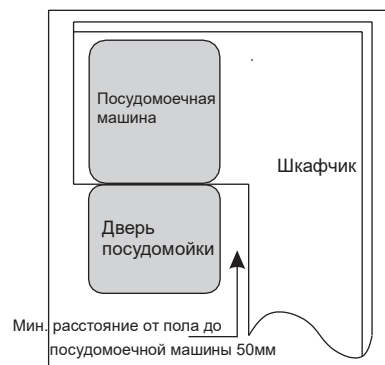 Посудомоечная
машина
Шкафчик
Дверь
посудомойки
Мин. расстояние от пола до
посудомоечной машины 50мм